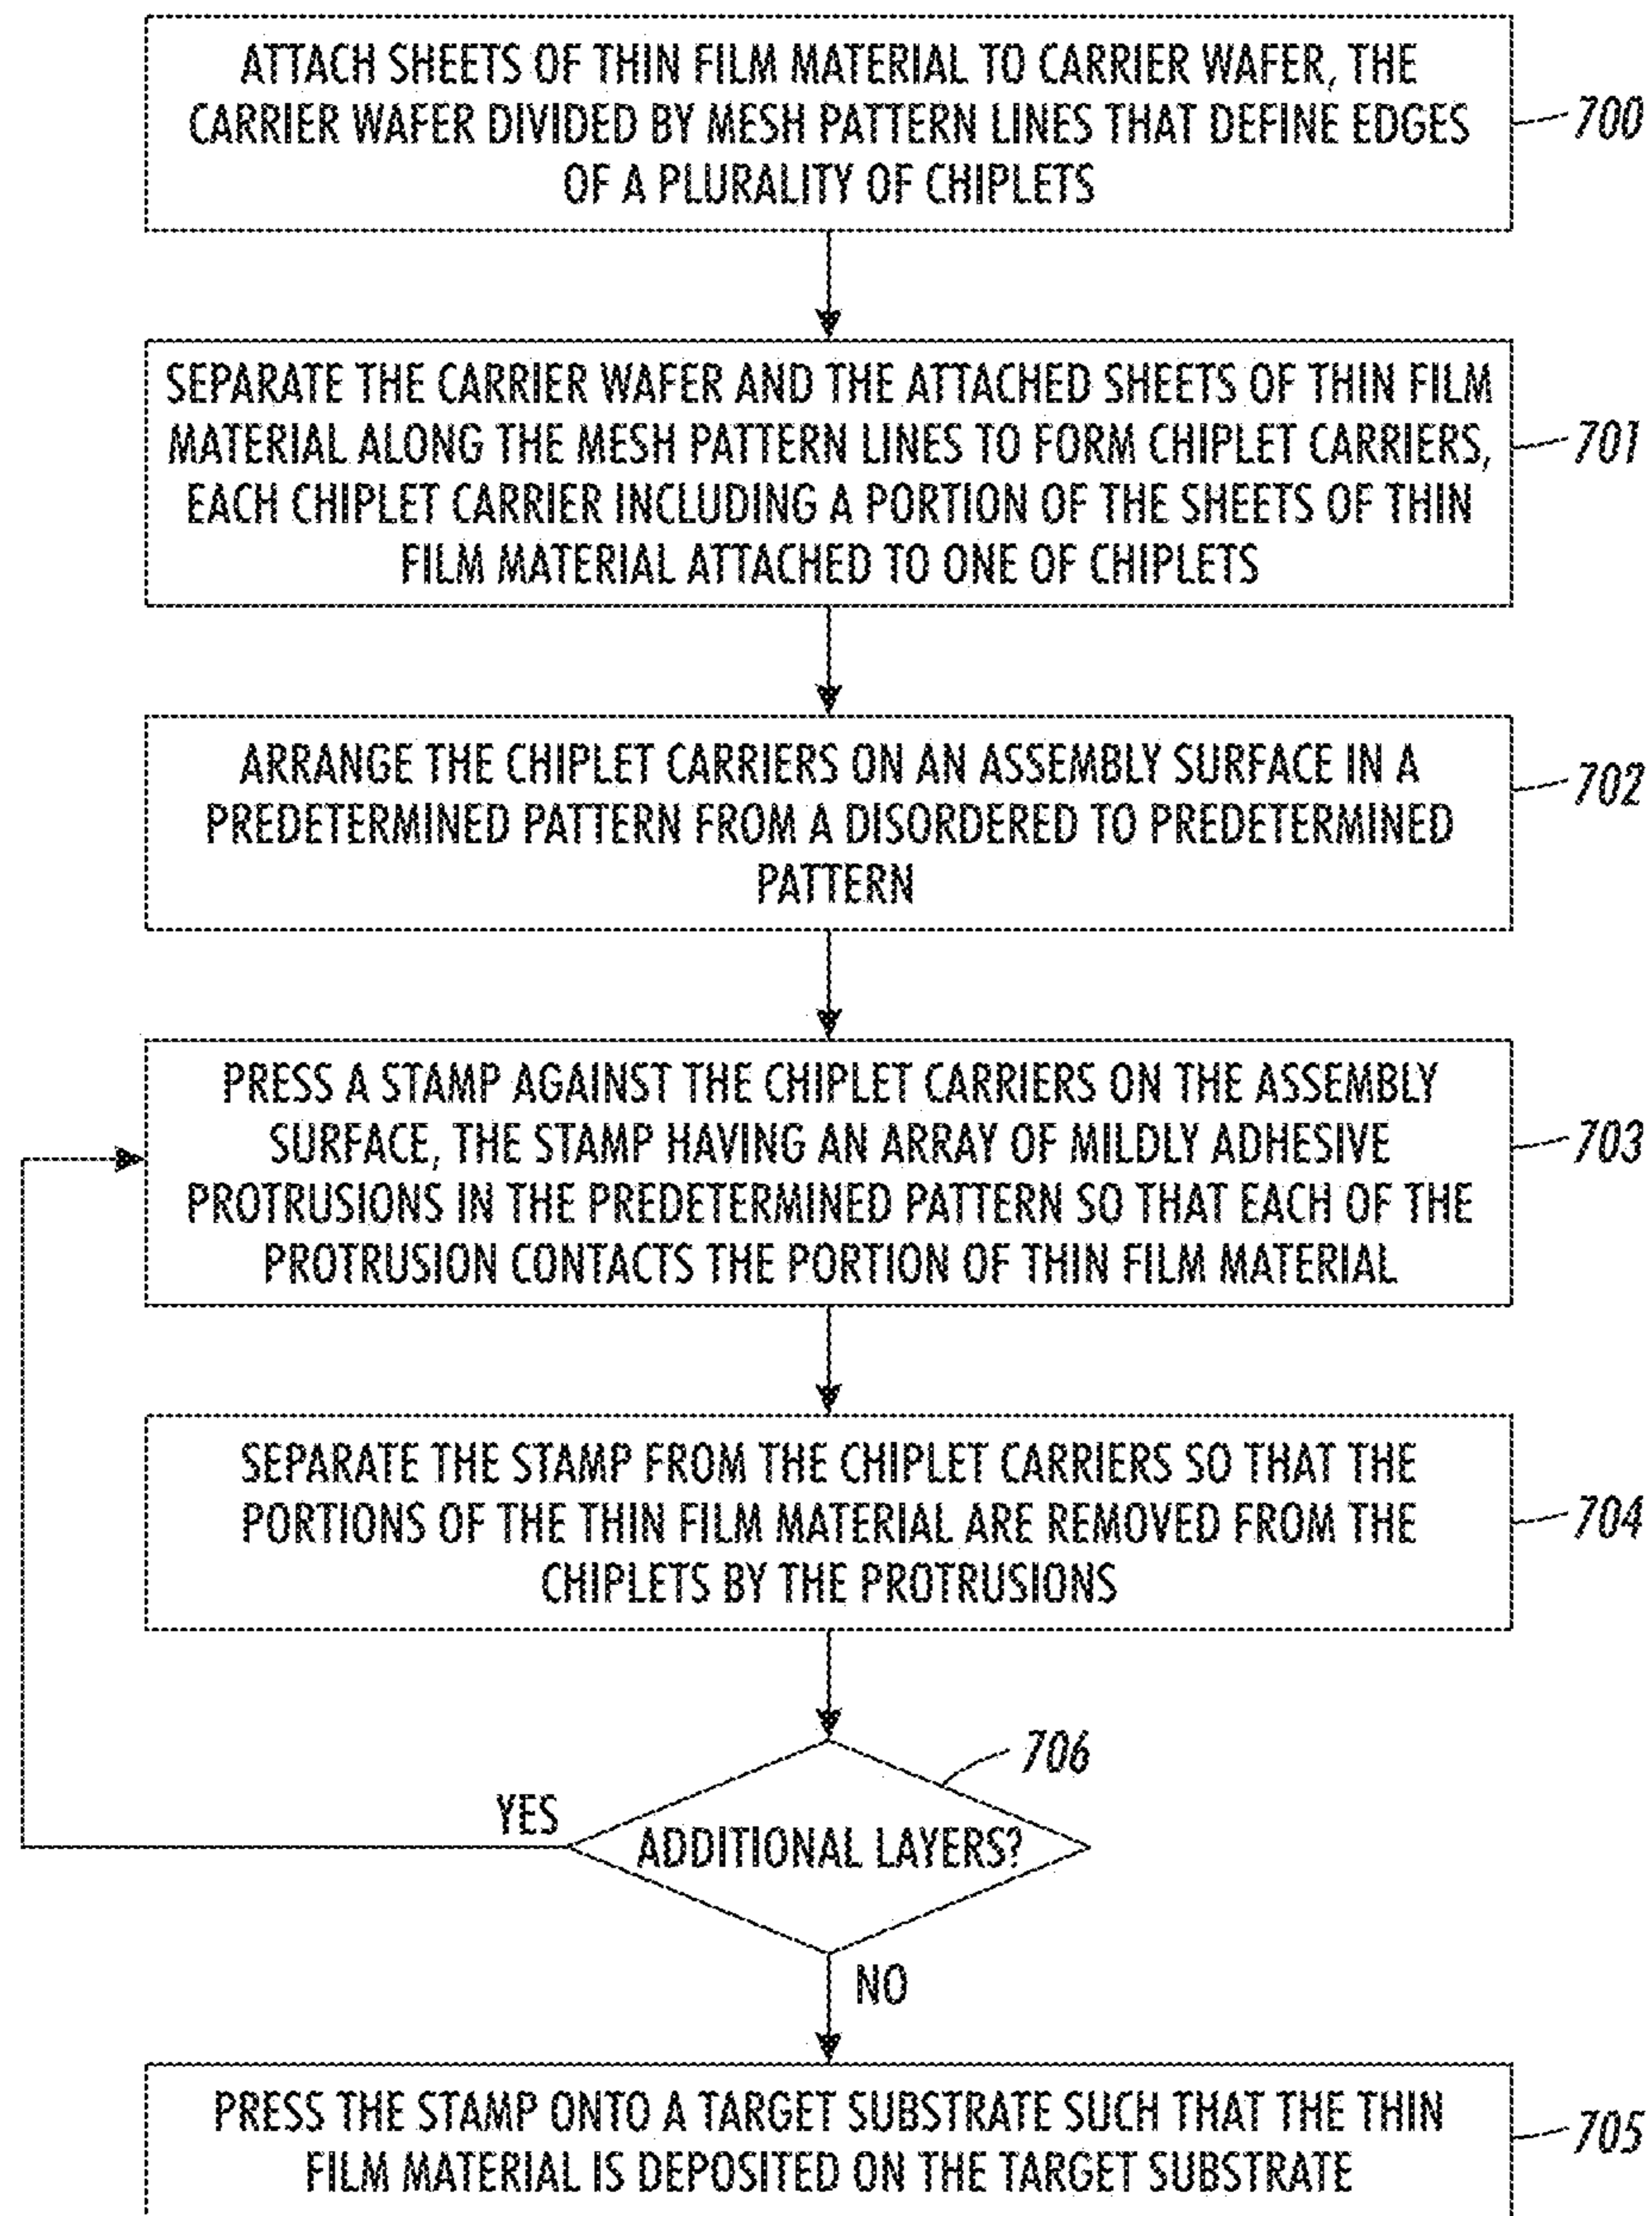 ATTACH SHEETS OF THIN FILM MATERIAL TO CARRIER WAFER, THE
CARRIER WAFER DIVIDED BY MESH PATTERN LINES THAT DEFINE EDGES
OF A PLURALITY OF CHIPLETS
700
SEPARATE THE CARRIER WAFER AND THE ATTACHED SHEETS OF THIN FILM
MATERIAL ALONG THE MESH PATTERN LINES TO FORM CHIPLET CARRIERS,
EACH CHIPLET CARRIER INCLUDING A PORTION OF THE SHEETS OF THIN
FILM MATERIAL ATTACHED TO ONE OF CHIPLETS
701
ARRANGE THE CHIPLET CARRIERS ON AN ASSEMBLY SURFACE IN A
PREDETERMINED PATTERN FROM A DISORDERED TO PREDETERMINED
PATTERN
702
PRESS A STAMP AGAINST THE CHIPLET CARRIERS ON THE ASSEMBLY
SURFACE, THE STAMP HAVING AN ARRAY OF MILDLY ADHESIVE
PROTRUSIONS IN THE PREDETERMINED PATTERN SO THAT EACH OF THE
PROTRUSION CONTACTS THE PORTION OF THIN FILM MATERIAL
703
SEPARATE THE STAMP FROM THE CHIPLET CARRIERS SO THAT THE
PORTIONS OF THE THIN FILM MATERIAL ARE REMOVED FROM THE
CHIPLETS BY THE PROTRUSIONS
704
706
YES
ADDITIONAL LAYERS?
NO
PRESS THE STAMP ONTO A TARGET SUBSTRATE SUCH THAT THE THIN
FILM MATERIAL IS DEPOSITED ON THE TARGET SUBSTRATE
705